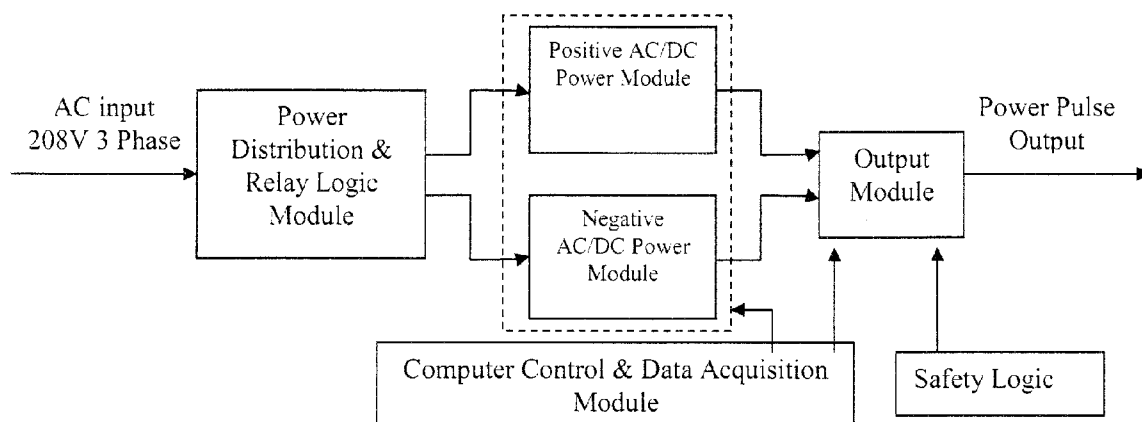 AC input
208V 3 Phase
Power
Distribution &
Relay Logic
Module
Positive AC/DC
Power Module
Negative
AC/DC Power
Module
Output
Module
Power Pulse
Output
Computer Control & Data Acquisition
Module
Safety Logic